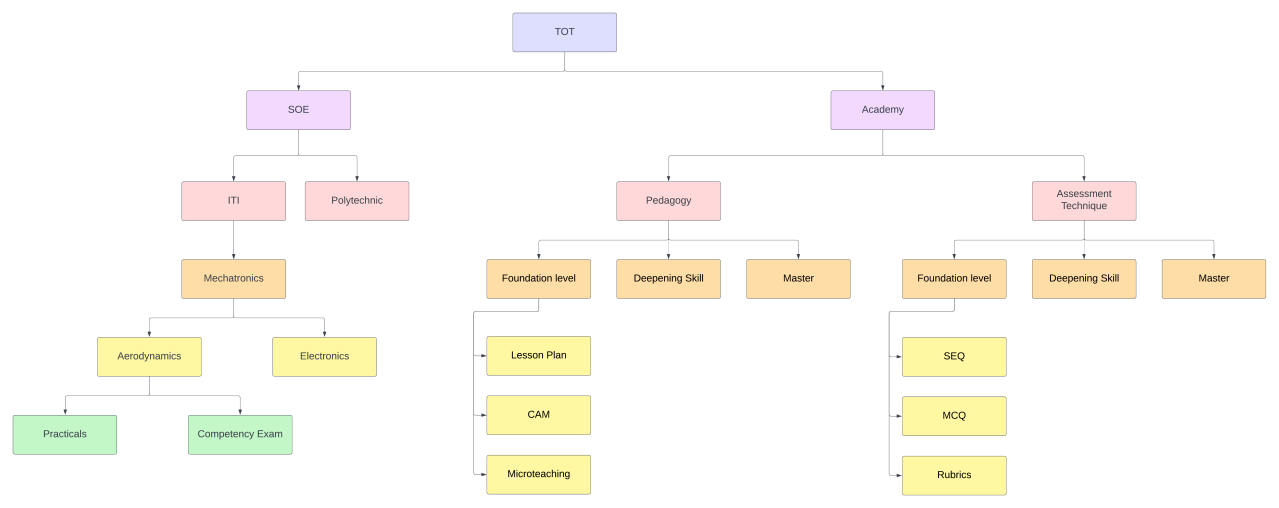 TOT
SOE
Academy
ITI
Polytechnic
Pedagogy
Assessment
Technique
Mechatronics
Foundation level
Deepening Skill
Master
Foundation level
Deepening Skill
Master
Aerodynamics
Electronics
Lesson Plan
SEQ
CAM
MCQ
Practicals
Competency Exam
Microteaching
Rubrics